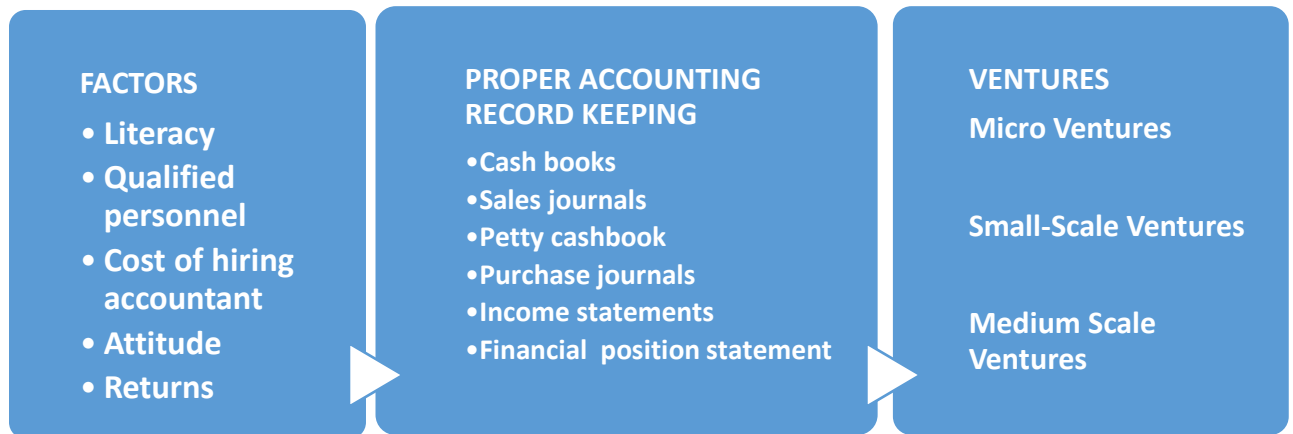 FACTORS
• Literacy
• Qualified
personnel
• Cost of hiring
accountant
• Attitude
• Returns
PROPER ACCOUNTING
RECORD KEEPING
•Cash books
•Sales journals
•Petty cashbook
•Purchase journals
•Income statements
•Financial position statement
VENTURES
Micro Ventures
Small-Scale Ventures
Medium Scale
Ventures